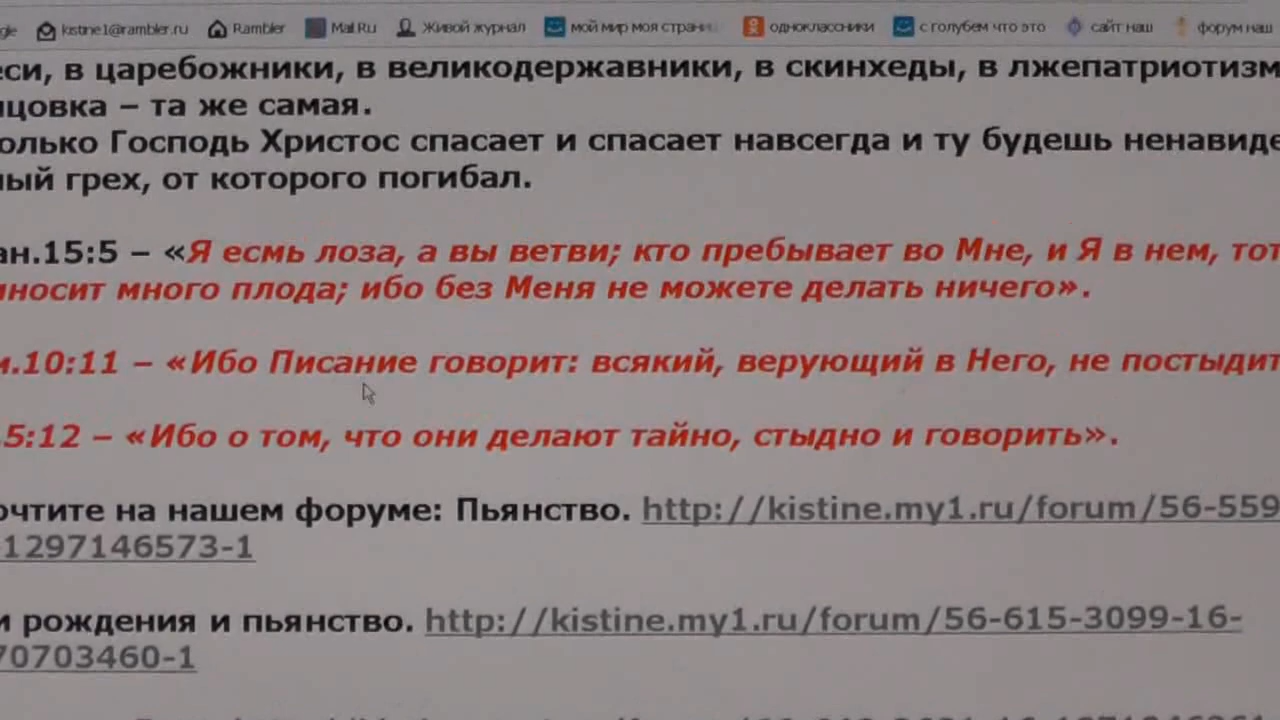 gle kistine1@rambler.ru Rambler Mail.Ru Живой журнал мой мир моя страни одноклассники с голубем что это сайт наш форум наш
еси, в царебожники, в великодержавники, в скинхеды, в лжепатриотизм
цовка – та же самая.
олько Господь Христос спасает и спасает навсегда и ту будешь ненавиде
ный грех, от которого погибал.
ан.15:5 – «Я есмь лоза, а вы ветви; кто пребывает во Мне, и Я в нем, тот
иносит много плода; ибо без Меня не можете делать ничего».
м.10:11 – «Ибо Писание говорит: всякий, верующий в Него, не постыдит
.5:12 – «Ибо о том, что они делают тайно, стыдно и говорить».
очтите на нашем форуме: Пьянство. http://kistine.my1.ru/forum/56-559
-1297146573-1
и рождения и пьянство. http://kistine.my1.ru/forum/56-615-3099-16-
70703460-1